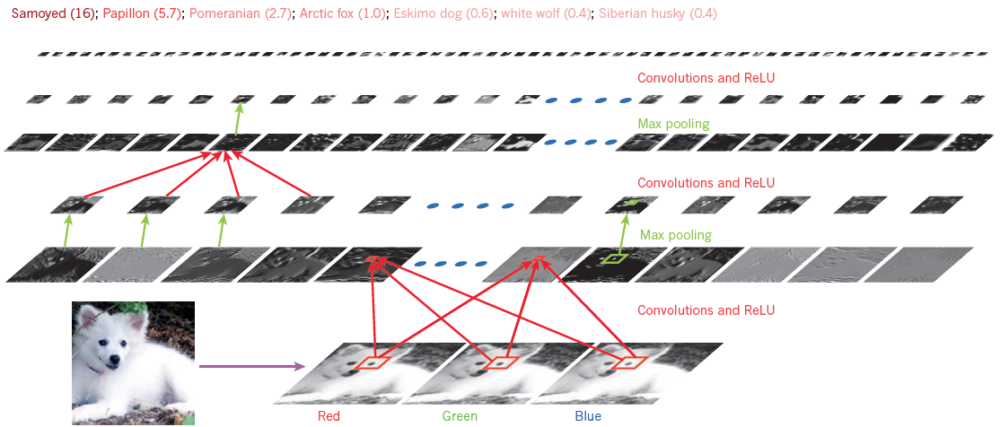 Samoyed (16); Papillon (5.7); Pomeranian (2.7); Arctic fox (1.0); Eskimo dog (0.6); white wolf (0.4); Siberian husky (0.4)
Convolutions and ReLU
Max pooling
Convolutions and ReLU
Max pooling
Convolutions and ReLU
Red
Green
Blue